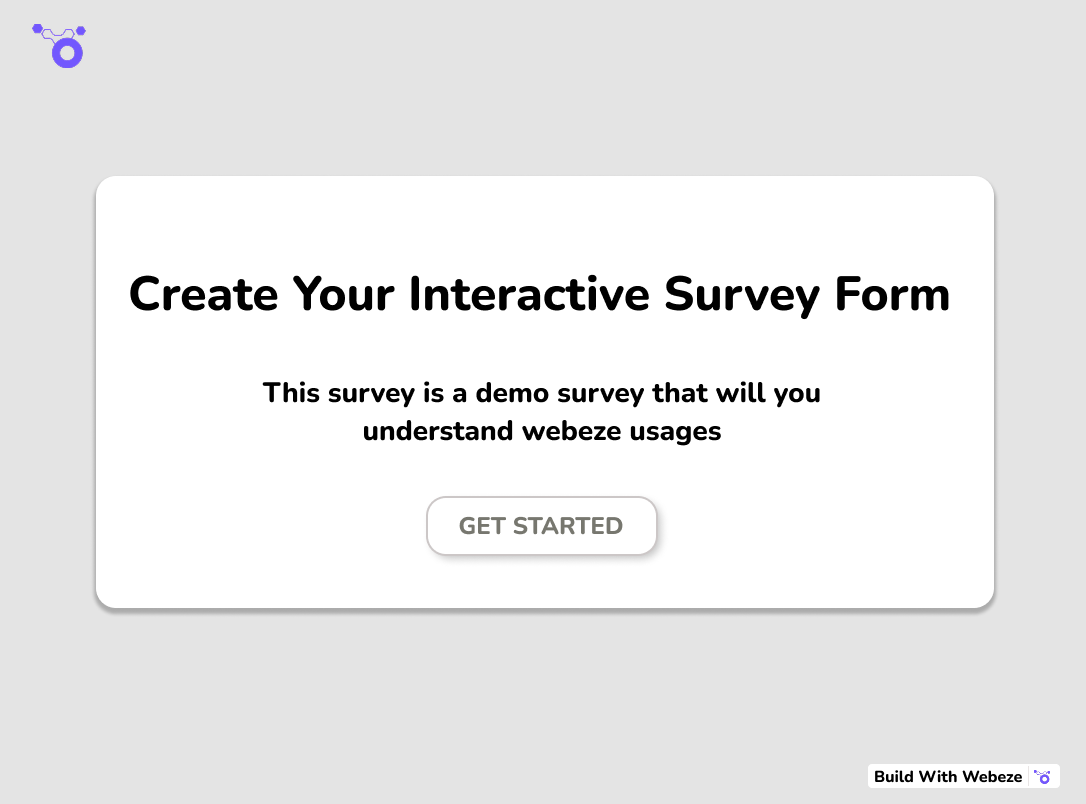 Create Your Interactive Survey Form
This survey is a demo survey that will you
understand webeze usages
GET STARTED
Build With Webeze